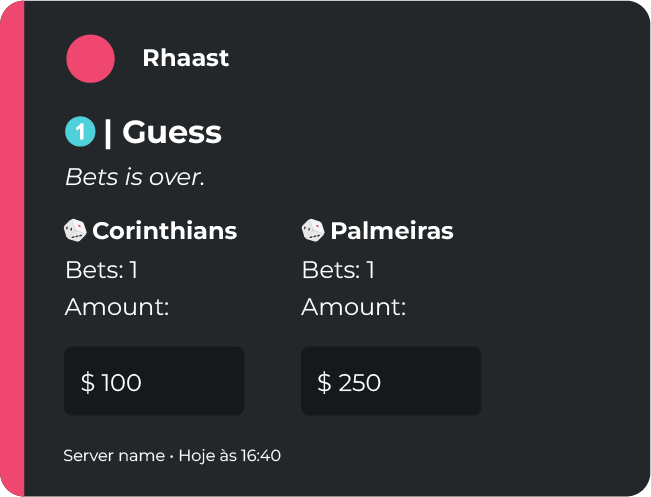 Rhaast
1 | Guess
Bets is over.
Corinthians
Bets: 1
Amount:
$ 100
Palmeiras
Bets: 1
Amount:
$ 250
Server name • Hoje às 16:40